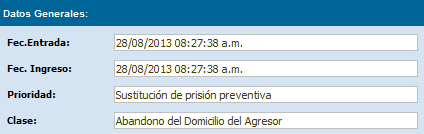 Datos Generales:
Fec.Entrada: 28/08/2013 08:27:38 a.m.
Fec. Ingreso: 28/08/2013 08:27:38 a.m.
Prioridad: Sustitución de prisión preventiva
Clase: Abandono del Domicilio del Agresor